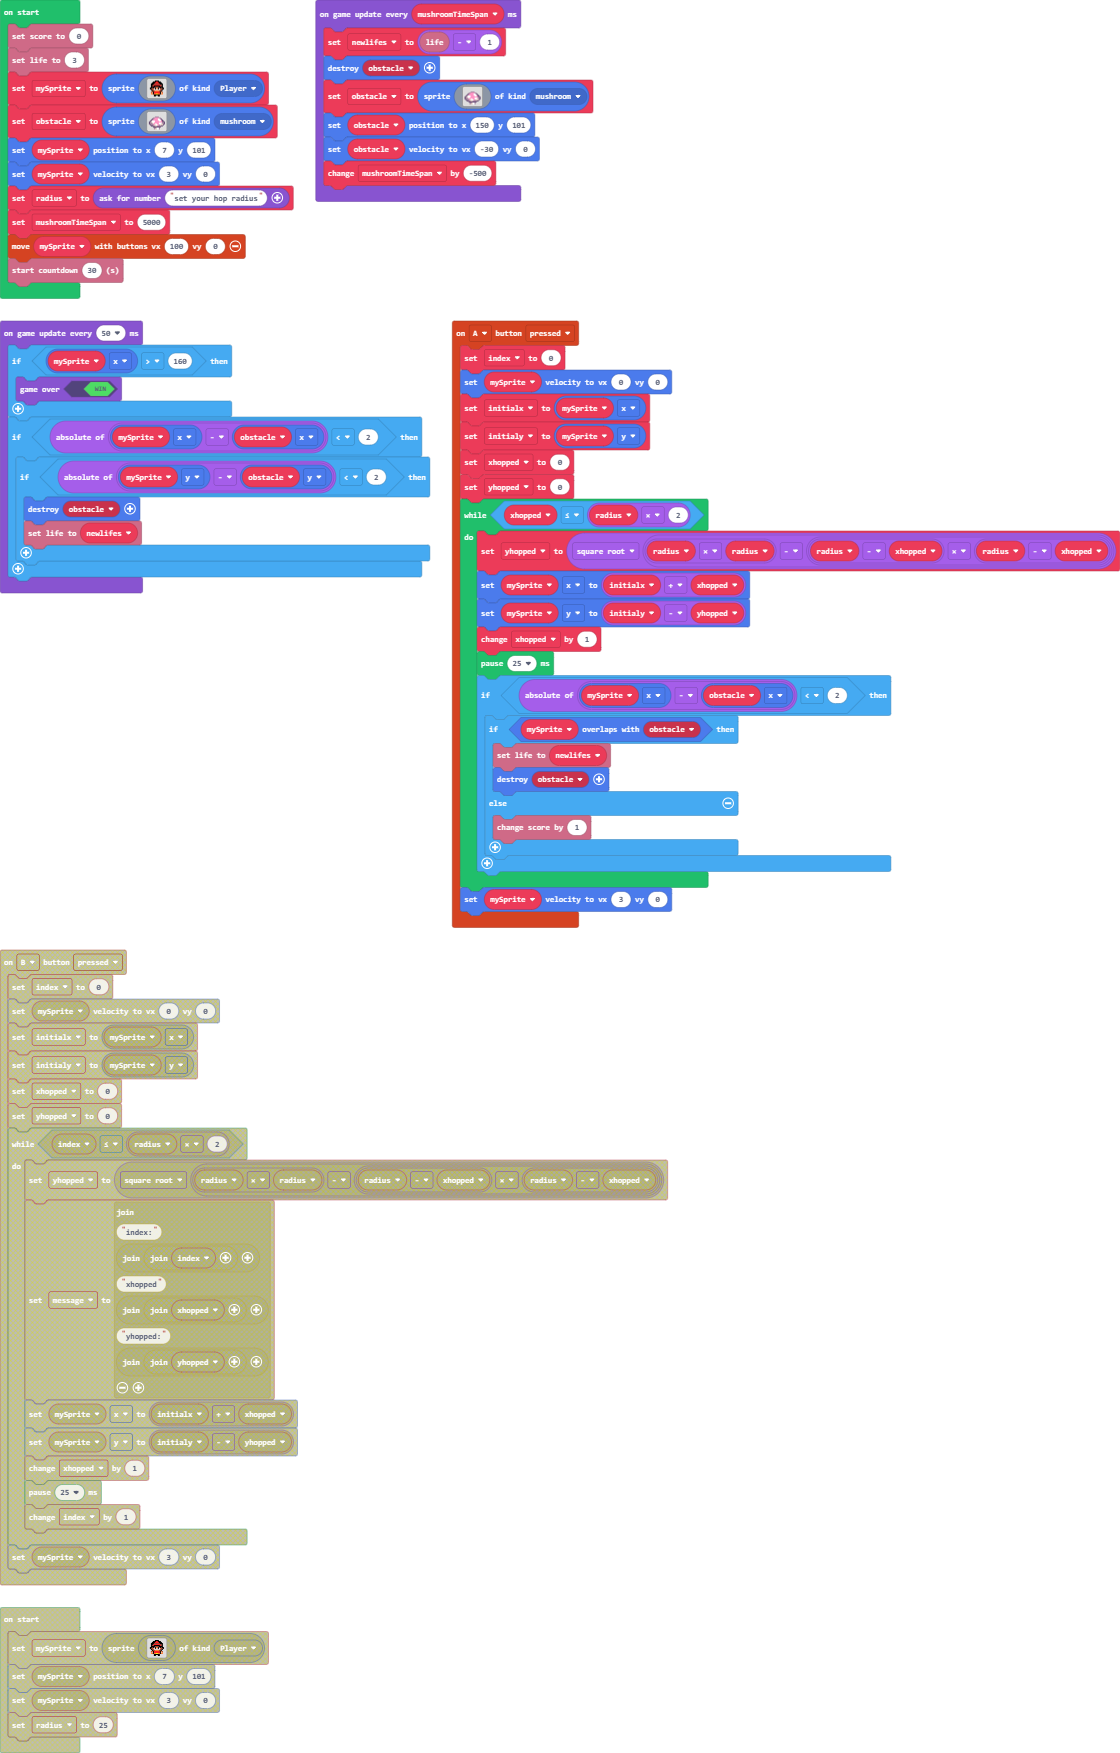 on start
set score to 0
set life to 3
set mySprite to sprite of kind Player
set obstacle to sprite of kind mushroom
set mySprite position to x 7 y 101
set mySprite velocity to vx 3 vy 0
set radius to ask for number "set your hop radius"
set mushroomTimeSpan to 5000
move mySprite with buttons vx 100 vy 0
start countdown 30 (s)
on game update every mushroomTimeSpan ms
set newlifes to life - 1
destroy obstacle
set obstacle to sprite of kind mushroom
set obstacle position to x 150 y 101
set obstacle velocity to vx -30 vy 0
change mushroomTimeSpan by -500
on game update every 50 ms
if mySprite x > 160 then
game over WIN
if absolute of mySprite x - obstacle x < 2 then
if absolute of mySprite y - obstacle y < 2 then
destroy obstacle
set life to newlifes
on A button pressed
set index to 0
set mySprite velocity to vx 0 vy 0
set initialx to mySprite x
set initialy to mySprite y
set xhopped to 0
set yhopped to 0
while xhopped ≤ radius × 2
do
set yhopped to square root radius × radius - radius - xhopped × radius - xhopped
set mySprite x to initialx + xhopped
set mySprite y to initialy - yhopped
change xhopped by 1
pause 25 ms
if absolute of mySprite x - obstacle x < 2 then
if mySprite overlaps with obstacle then
set life to newlifes
destroy obstacle
else
change score by 1
set mySprite velocity to vx 3 vy 0
on B button pressed
set index to 0
set mySprite velocity to vx 0 vy 0
set initialx to mySprite x
set initialy to mySprite y
set xhopped to 0
set yhopped to 0
while index ≤ radius × 2
do
set yhopped to square root radius × radius - radius - xhopped × radius - xhopped
set message to join
"index:"
join join index
"xhopped"
join join xhopped
"yhopped:"
join join yhopped
set mySprite x to initialx + xhopped
set mySprite y to initialy - yhopped
change xhopped by 1
pause 25 ms
change index by 1
set mySprite velocity to vx 3 vy 0
on start
set mySprite to sprite of kind Player
set mySprite position to x 7 y 101
set mySprite velocity to vx 3 vy 0
set radius to 25